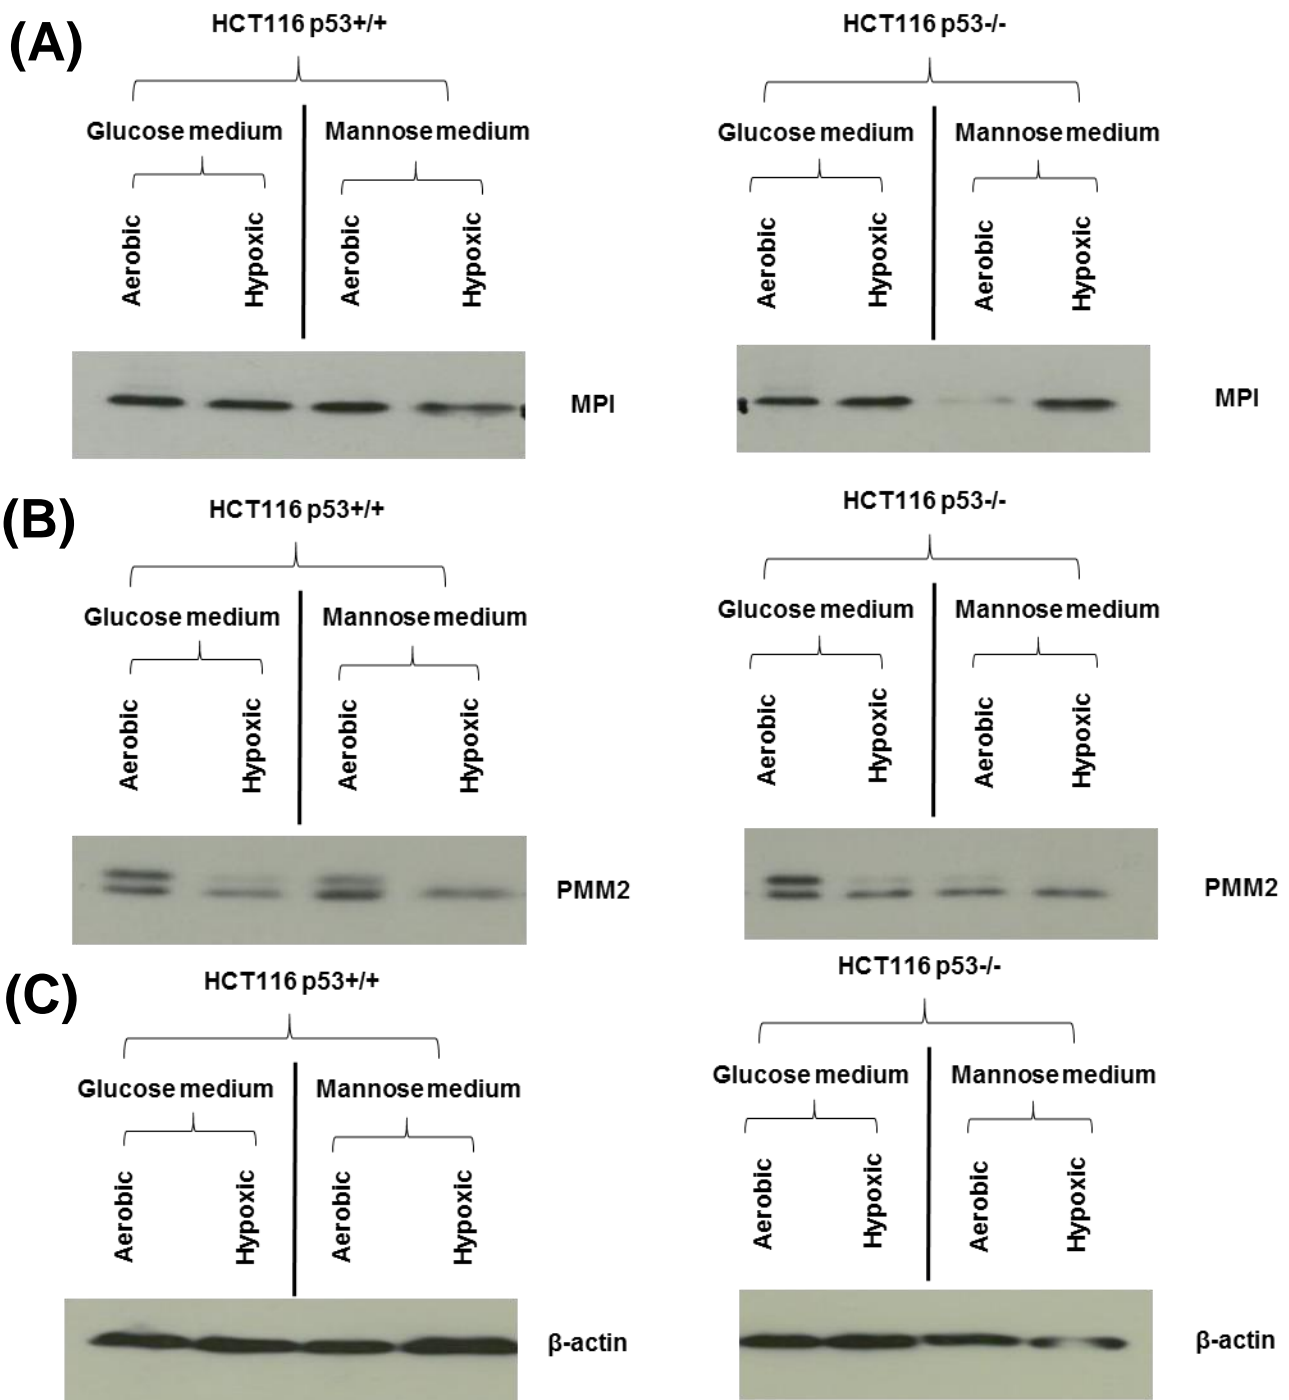 (A)
HCT116 p53+/+
HCT116 p53-/-
Glucose medium
Mannose medium
Glucose medium
Mannose medium
Aerobic
Hypoxic
Aerobic
Hypoxic
Aerobic
Hypoxic
Aerobic
Hypoxic
MPI
MPI
(B)
HCT116 p53+/+
HCT116 p53-/-
Glucose medium
Mannose medium
Glucose medium
Mannose medium
Aerobic
Hypoxic
Aerobic
Hypoxic
Aerobic
Hypoxic
Aerobic
Hypoxic
PMM2
PMM2
(C)
HCT116 p53+/+
HCT116 p53-/-
Glucose medium
Mannose medium
Glucose medium
Mannose medium
Aerobic
Hypoxic
Aerobic
Hypoxic
Aerobic
Hypoxic
Aerobic
Hypoxic
β-actin
β-actin